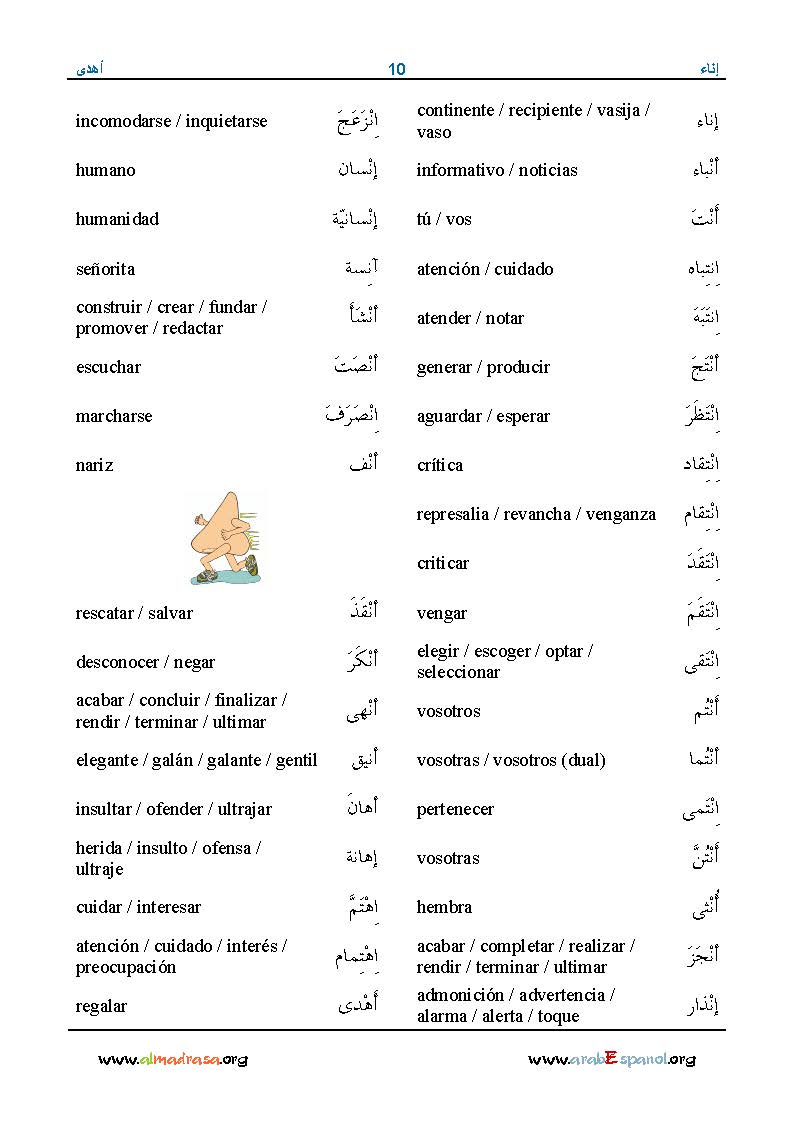 أهدى 10 إناء
continente / recipiente / vasija /
vaso إناء
informativo / noticias أَنْباء
tú / vos أَنْتَ
atención / cuidado اِنتِباه
atender / notar اِنتَبَهَ
generar / producir أَنْتَجَ
aguardar / esperar اِنْتَظَرَ
crítica اِنْتِقاد
represalia / revancha / venganza اِنْتِقام
criticar اِنْتَقَدَ
vengar اِنْتَقَمَ
elegir / escoger / optar /
seleccionar اِنْتَقى
vosotros أَنْتُم
vosotras / vosotros (dual) أَنْتُما
pertenecer اِنْتَمى
vosotras أَنْتُنَّ
hembra أُنْثى
acabar / completar / realizar /
rendir / terminar / ultimar أَنْجَزَ
admonición / advertencia /
alarma / alerta / toque إِنْذار
incomodarse / inquietarse اِنْزَعَجَ
humano إِنْسان
humanidad إِنْسانيّة
señorita آنِسة
construir / crear / fundar /
promover / redactar أَنْشَأَ
escuchar أَنْصَتَ
marcharse اِنْصَرَفَ
nariz أَنْف
rescatar / salvar أَنْقَذَ
desconocer / negar أَنْكَرَ
acabar / concluir / finalizar /
rendir / terminar / ultimar أَنْهى
elegante / galán / galante / gentil أنيق
insultar / ofender / ultrajar أهانَ
herida / insulto / ofensa /
ultraje إهانة
cuidar / interesar اِهْتَمَّ
atención / cuidado / interés /
preocupación اِهْتِمام
regalar أَهْدى
www.almadrasa.org www.arabEspanol.org